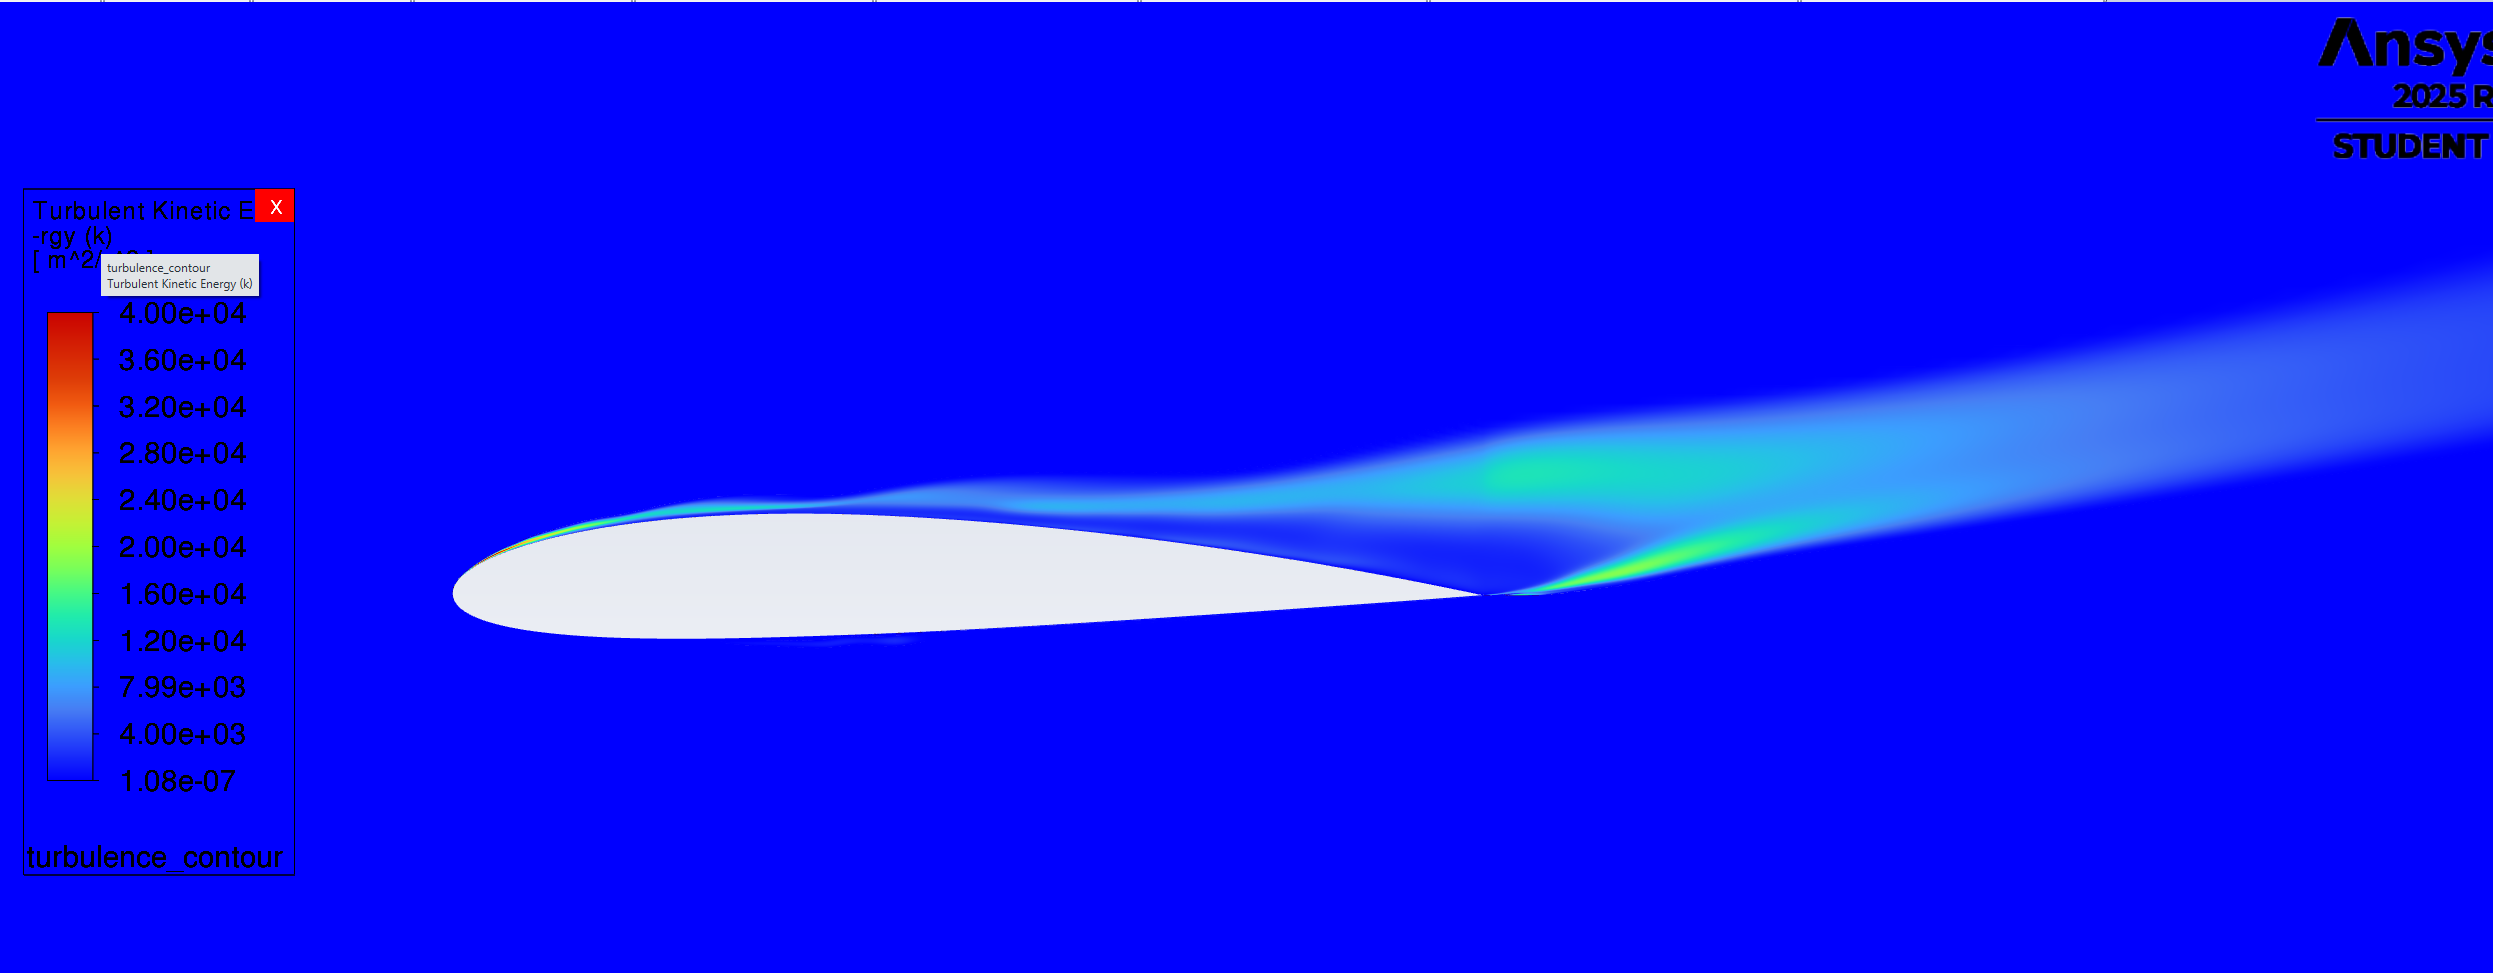 Ansys
2025 R
STUDENT
Turbulent Kinetic E X
-rgy (k)
[ m^2/
turbulence_contour
Turbulent Kinetic Energy (k)
4.00e+04
3.60e+04
3.20e+04
2.80e+04
2.40e+04
2.00e+04
1.60e+04
1.20e+04
7.99e+03
4.00e+03
1.08e-07
turbulence_contour